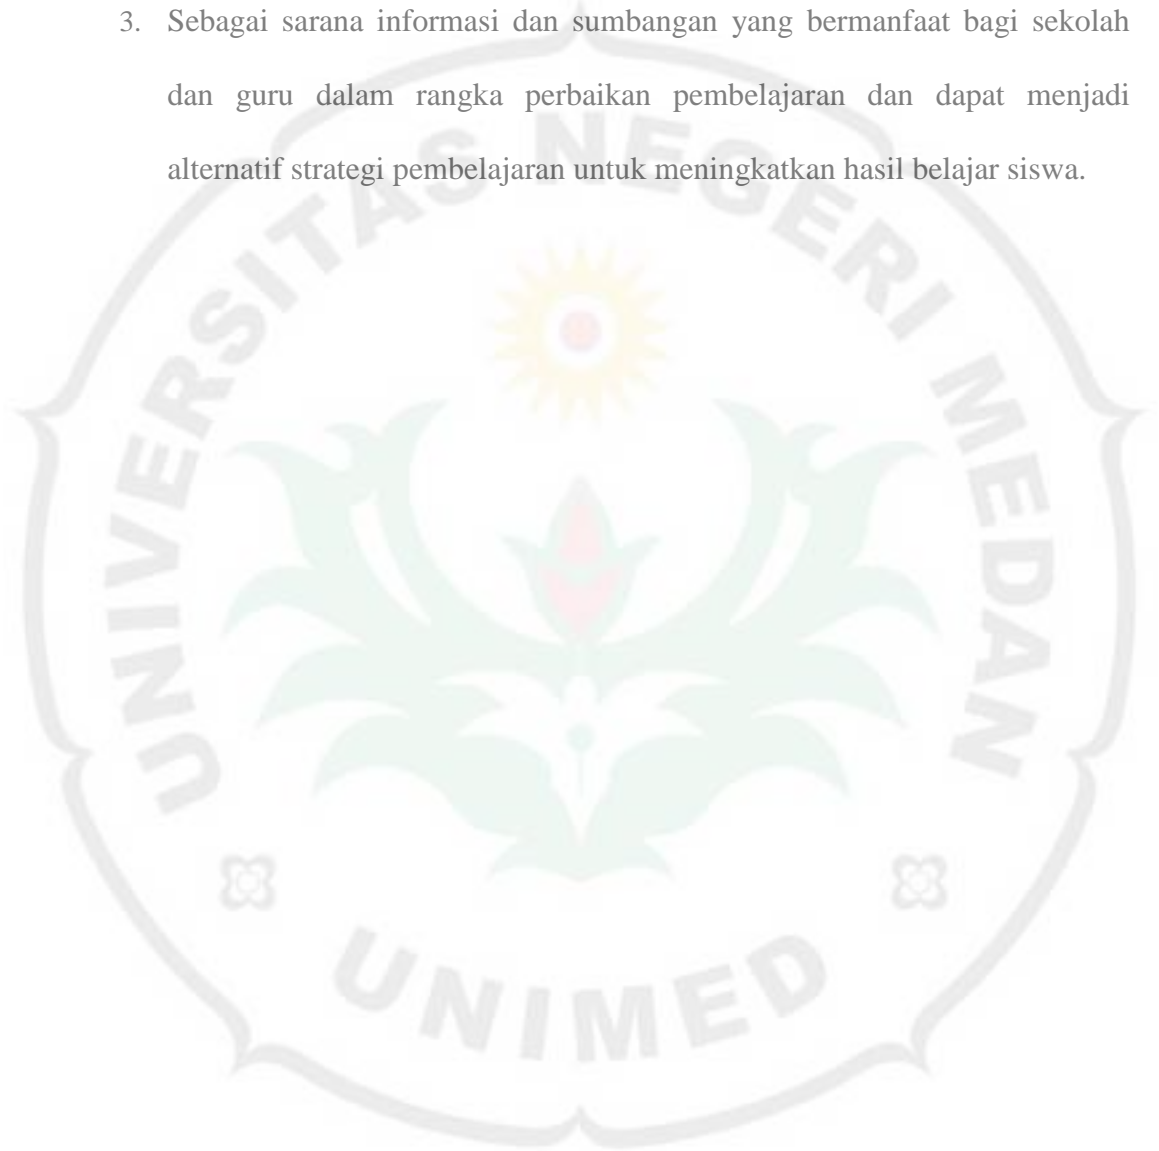 3. Sebagai sarana informasi dan sumbangan yang bermanfaat bagi sekolah
dan guru dalam rangka perbaikan pembelajaran dan dapat menjadi
alternatif strategi pembelajaran untuk meningkatkan hasil belajar siswa.
UNIVERSITAS NEGERI MEDAN
UNIMED